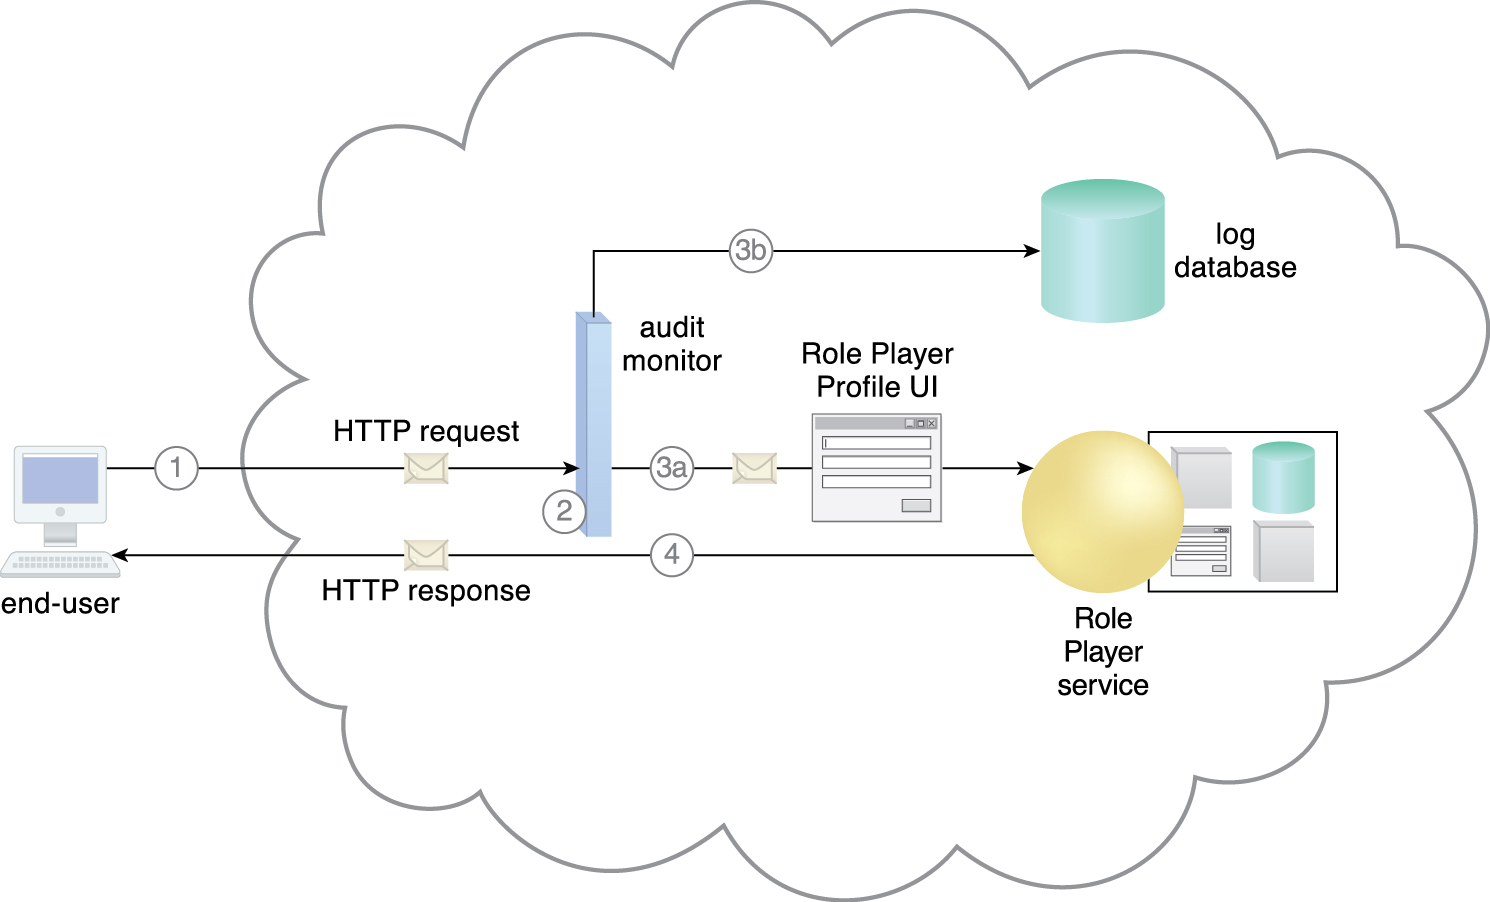 3b
log
database
audit
monitor
Role Player
Profile UI
HTTP request
1
3a
2
4
HTTP response
end-user
Role
Player
service